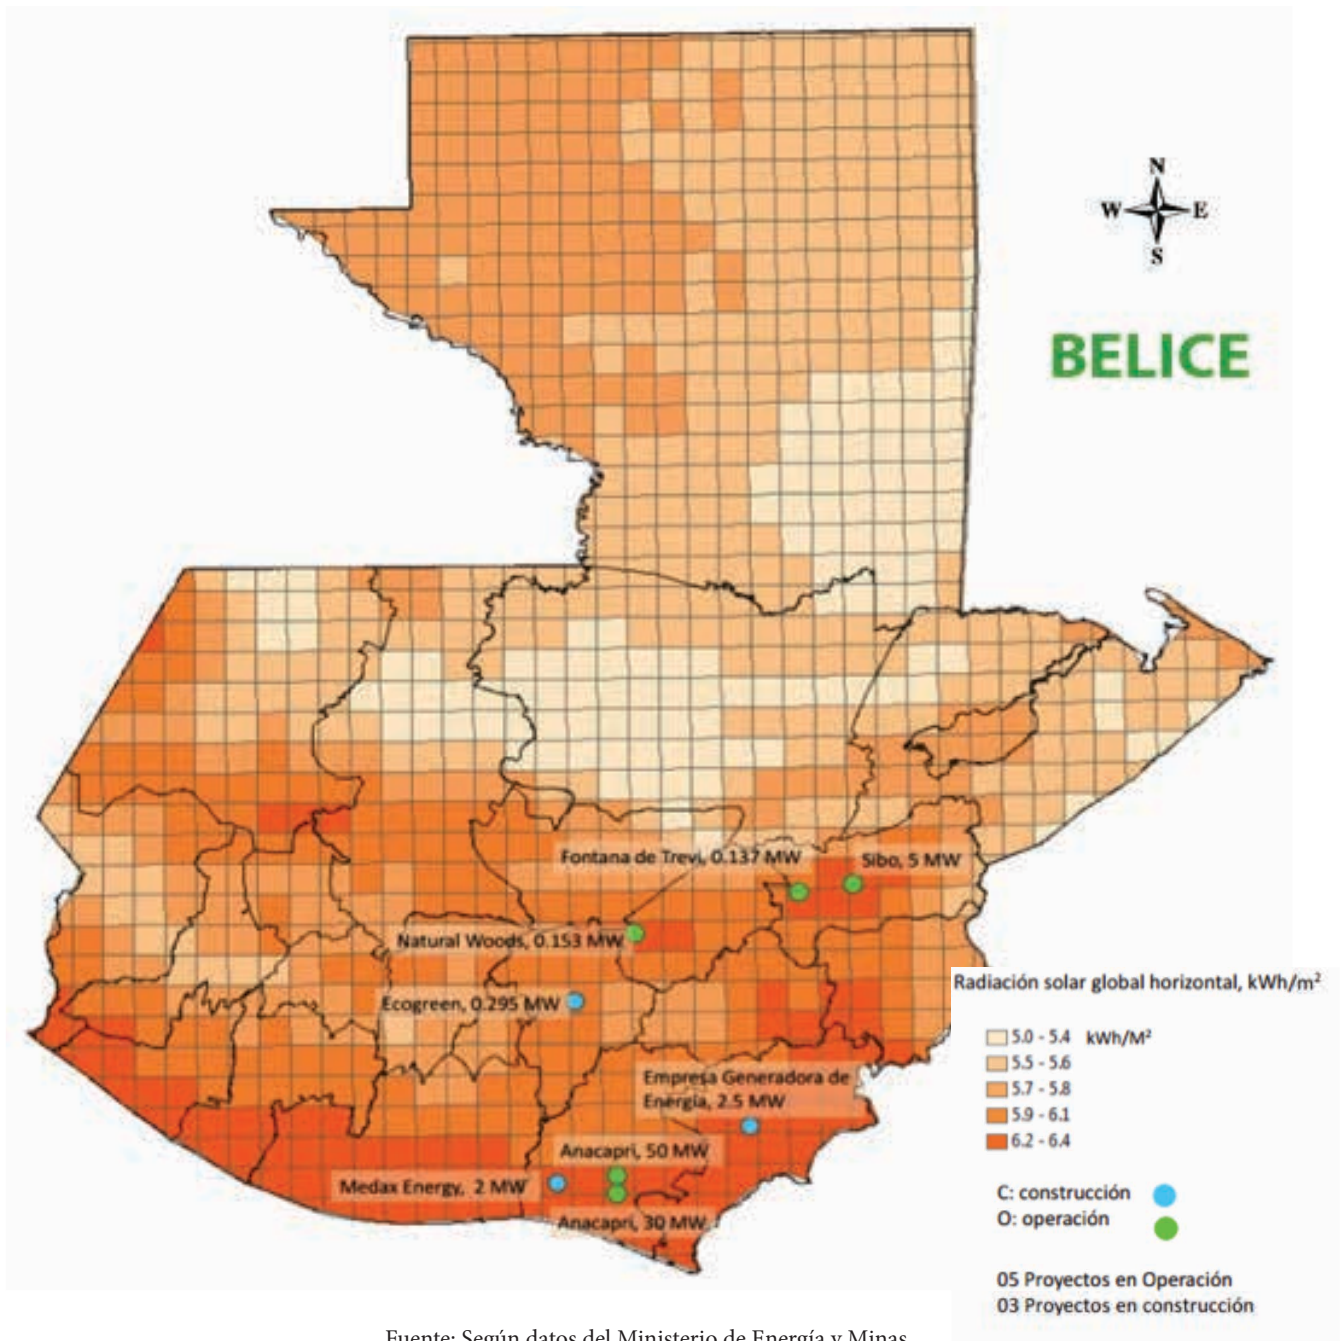 N
W E
S
BELICE
Fontana de Trevi, 0.137 MW
Sibo, 5 MW
Natural Woods, 0.153 MW
Ecogreen, 0.295 MW
Empresa Generadora de
Energía, 2.5 MW
Anacapri, 50 MW
Medax Energy, 2 MW
Anacapri, 30 MW
Radiación solar global horizontal, kWh/m²
5.0 - 5.4 kWh/M²
5.5 - 5.6
5.7 - 5.8
5.9 - 6.1
6.2 - 6.4
C: construcción
O: operación
05 Proyectos en Operación
03 Proyectos en construcción
Fuente: Según datos del Ministerio de Energía y Minas